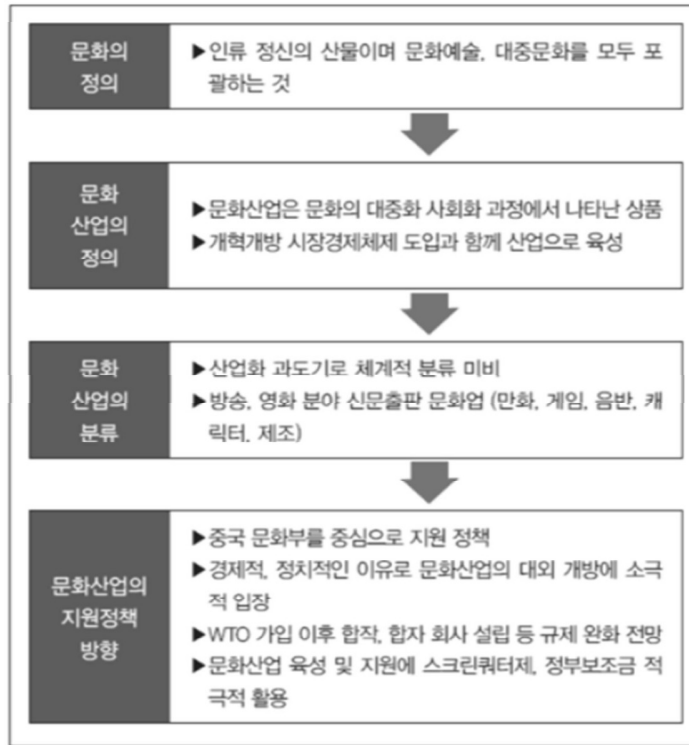 문화의
정의
▶인류 정신의 산물이며 문화예술, 대중문화를 모두 포
괄하는 것
문화
산업의
정의
▶문화산업은 문화의 대중화 사회화 과정에서 나타난 상품
▶개혁개방 시장경제체제 도입과 함께 산업으로 육성
문화
산업의
분류
▶산업화 과도기로 체계적 분류 미비
▶방송, 영화 분야 신문출판 문화업 (만화, 게임, 음반, 캐
릭터, 제조)
문화산업의
지원정책
방향
▶중국 문화부를 중심으로 지원 정책
▶경제적, 정치적인 이유로 문화산업의 대외 개방에 소극
적 입장
▶WTO 가입 이후 합작, 합자 회사 설립 등 규제 완화 전망
▶문화산업 육성 및 지원에 스크린쿼터제, 정부보조금 적
극적 활용